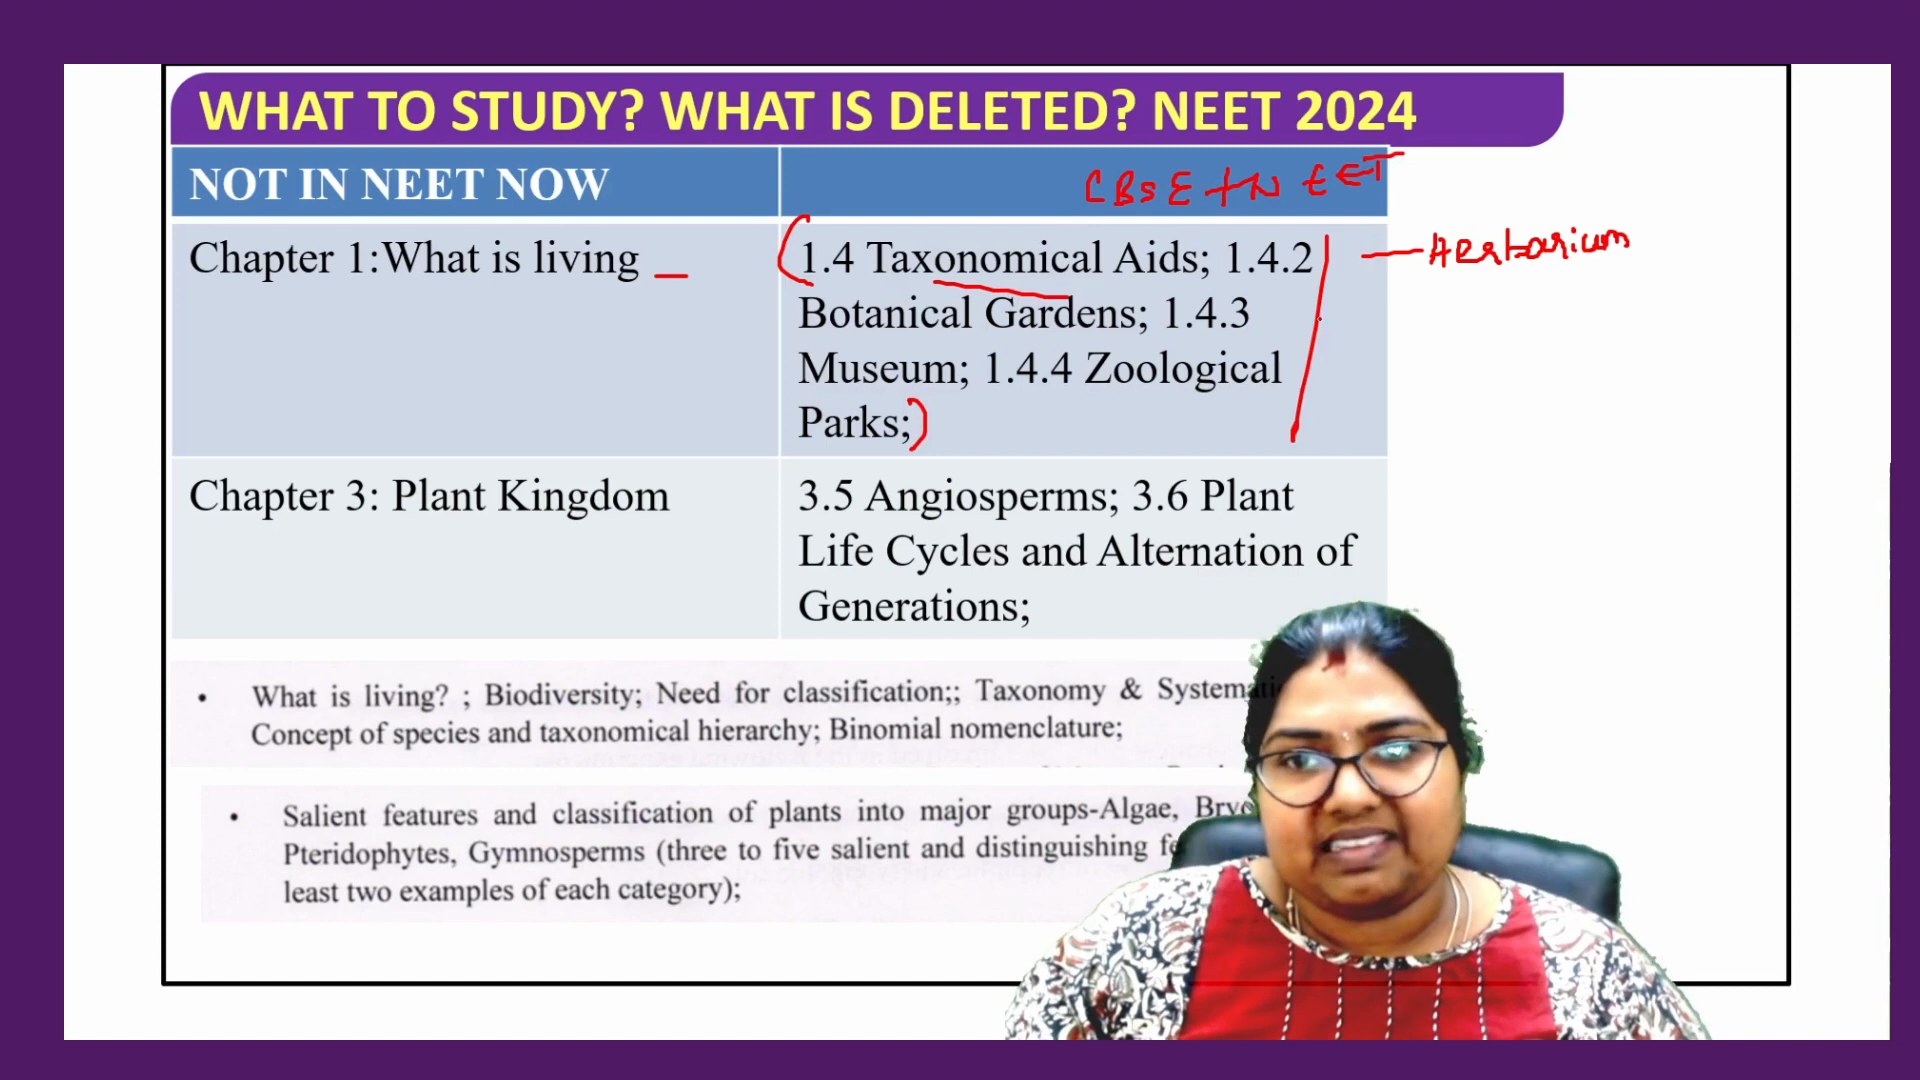 WHAT TO STUDY? WHAT IS DELETED? NEET 2024
NOT IN NEET NOW
CBSE + NEET
Chapter 1:What is living
1.4 Taxonomical Aids; 1.4.2
Botanical Gardens; 1.4.3
Museum; 1.4.4 Zoological
Parks;
Herbarium
Chapter 3: Plant Kingdom
3.5 Angiosperms; 3.6 Plant
Life Cycles and Alternation of
Generations;
• What is living? ; Biodiversity; Need for classification;; Taxonomy &
Concept of species and taxonomical hierarchy; Binomial nomenclature;
• Salient features and classification of plants into major groups-Algae,
Pteridophytes, Gymnosperms (three to five salient and distinguishing
least two examples of each category);